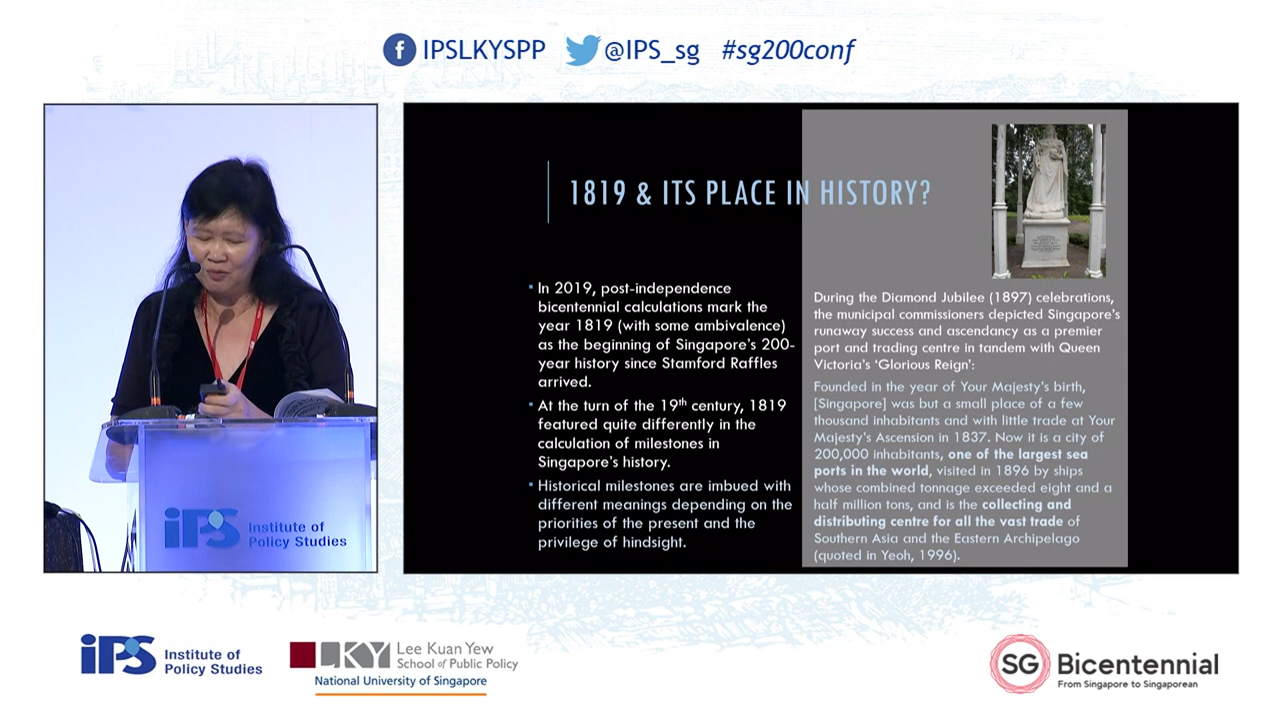 IPSLKYSPP @IPS_sg #sg200conf
1819 & ITS PLACE IN HISTORY?
In 2019, post-independence
bicentennial calculations mark the
year 1819 (with some ambivalence)
as the beginning of Singapore's 200-
year history since Stamford Raffles
arrived.
At the turn of the 19th century, 1819
featured quite differently in the
calculation of milestones in
Singapore's history.
Historical milestones are imbued with
different meanings depending on the
priorities of the present and the
privilege of hindsight.
During the Diamond Jubilee (1897) celebrations,
the municipal commissioners depicted Singapore's
runaway success and ascendancy as a premier
port and trading centre in tandem with Queen
Victoria's 'Glorious Reign':
Founded in the year of Your Majesty's birth,
[Singapore] was but a small place of a few
thousand inhabitants and with little trade at Your
Majesty's Ascension in 1837. Now it is a city of
200,000 inhabitants, one of the largest sea
ports in the world, visited in 1896 by ships
whose combined tonnage exceeded eight and a
half million tons, and is the collecting and
distributing centre for all the vast trade of
Southern Asia and the Eastern Archipelago
(quoted in Yeoh, 1996).
iPS Institute of
Policy Studies
iPS Institute of
Policy Studies
LKY Lee Kuan Yew
School of Public Policy
National University of Singapore
SG Bicentennial
From Singapore to Singaporean